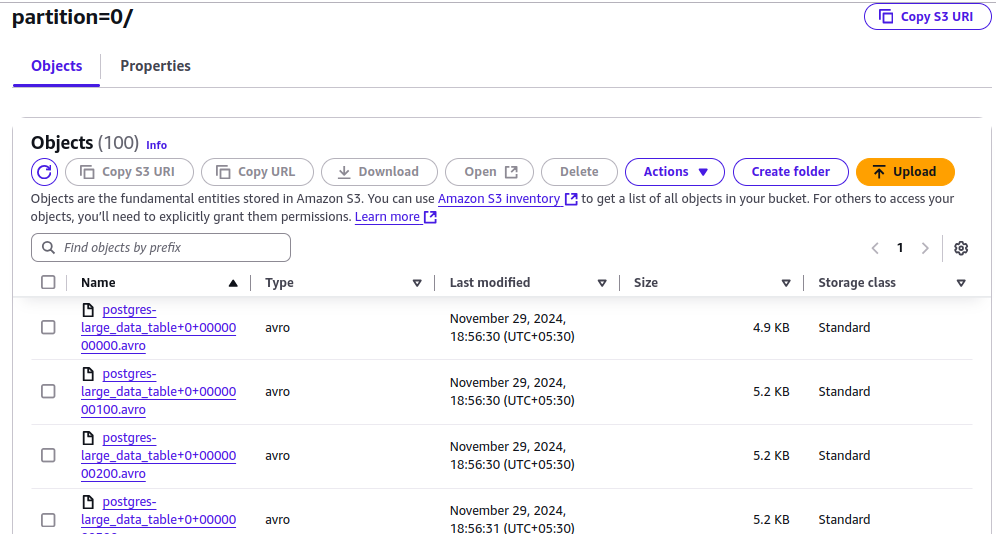 partition=0/
Copy S3 URI
Objects
Properties
Objects (100) Info
Copy S3 URI
Copy URL
Download
Open
Delete
Actions
Create folder
Upload
Objects are the fundamental entities stored in Amazon S3. You can use Amazon S3 inventory to get a list of all objects in your bucket. For others to access your
objects, you'll need to explicitly grant them permissions. Learn more
Find objects by prefix
1
Name
Type
Last modified
Size
Storage class
postgres-
large_data_table+0+00000
00000.avro
avro
November 29, 2024,
18:56:30 (UTC+05:30)
4.9 KB
Standard
postgres-
large_data_table+0+00000
00100.avro
avro
November 29, 2024,
18:56:30 (UTC+05:30)
5.2 KB
Standard
postgres-
large_data_table+0+00000
00200.avro
avro
November 29, 2024,
18:56:30 (UTC+05:30)
5.2 KB
Standard
postgres-
large_data_table+0+00000
avro
November 29, 2024,
18:56:31 (UTC+05:30)
5.2 KB
Standard